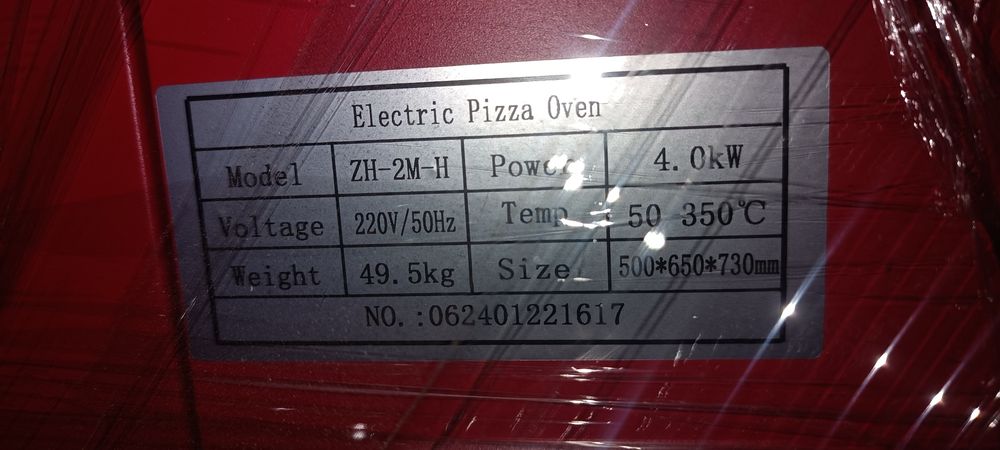 Electric Pizza Oven
Model ZH-2M-H Power 4.0kW
Voltage 220V/50Hz Temp 50 350℃
Weight 49.5kg Size 500*650*730mm
NO.:062401221617